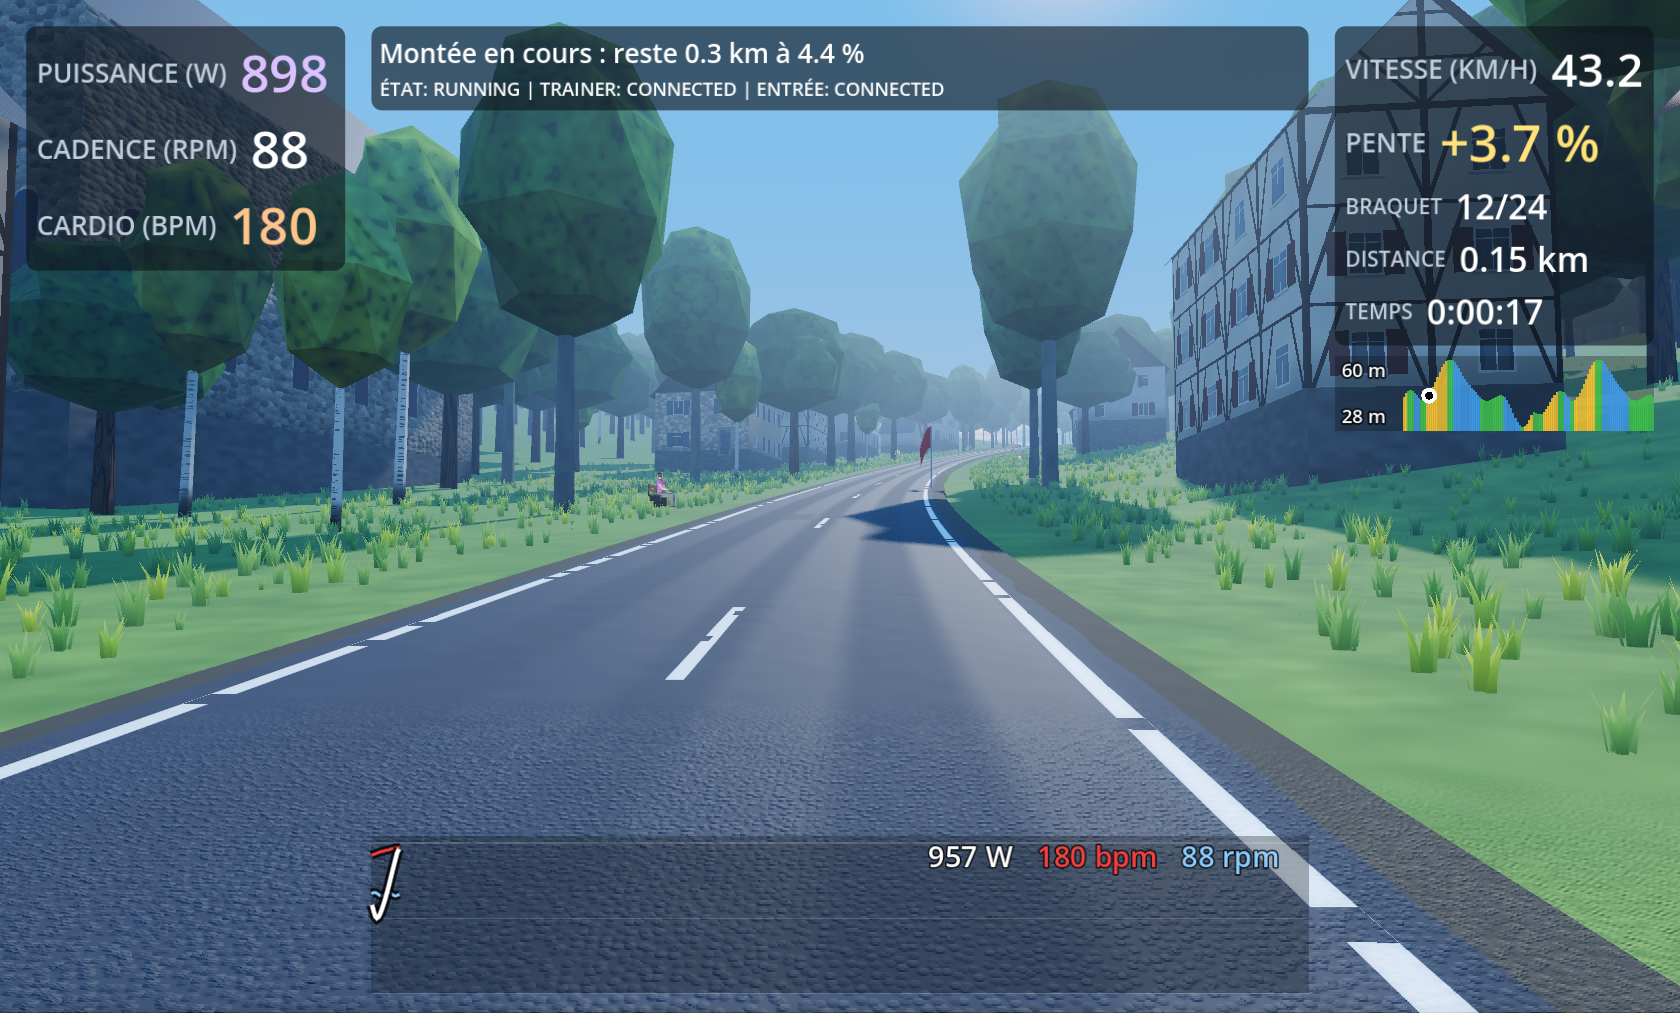 PUISSANCE (W) 898
CADENCE (RPM) 88
CARDIO (BPM) 180
Montée en cours : reste 0.3 km à 4.4 %
ÉTAT: RUNNING | TRAINER: CONNECTED | ENTRÉE: CONNECTED
VITESSE (KM/H) 43.2
PENTE +3.7 %
BRAQUET 12/24
DISTANCE 0.15 km
TEMPS 0:00:17
60 m
28 m
957 W 180 bpm 88 rpm